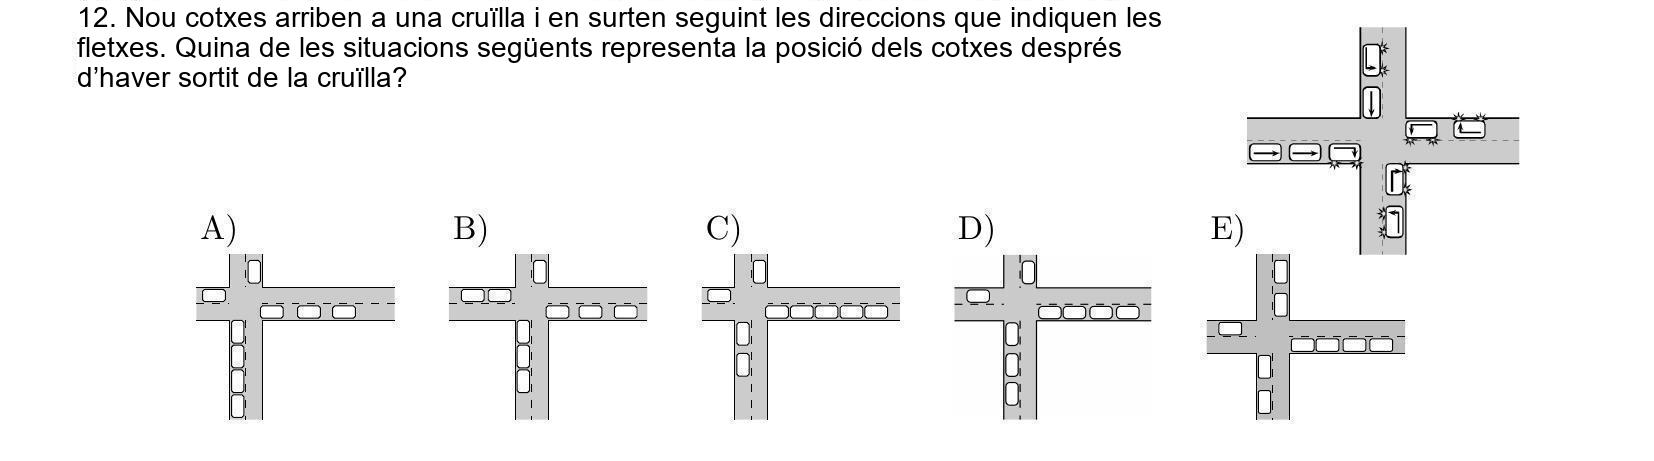 12. Nou cotxes arriben a una cruïlla i en surten seguint les direccions que indiquen les
fletxes. Quina de les situacions següents representa la posició dels cotxes després
d’haver sortit de la cruïlla?
A) B) C) D) E)